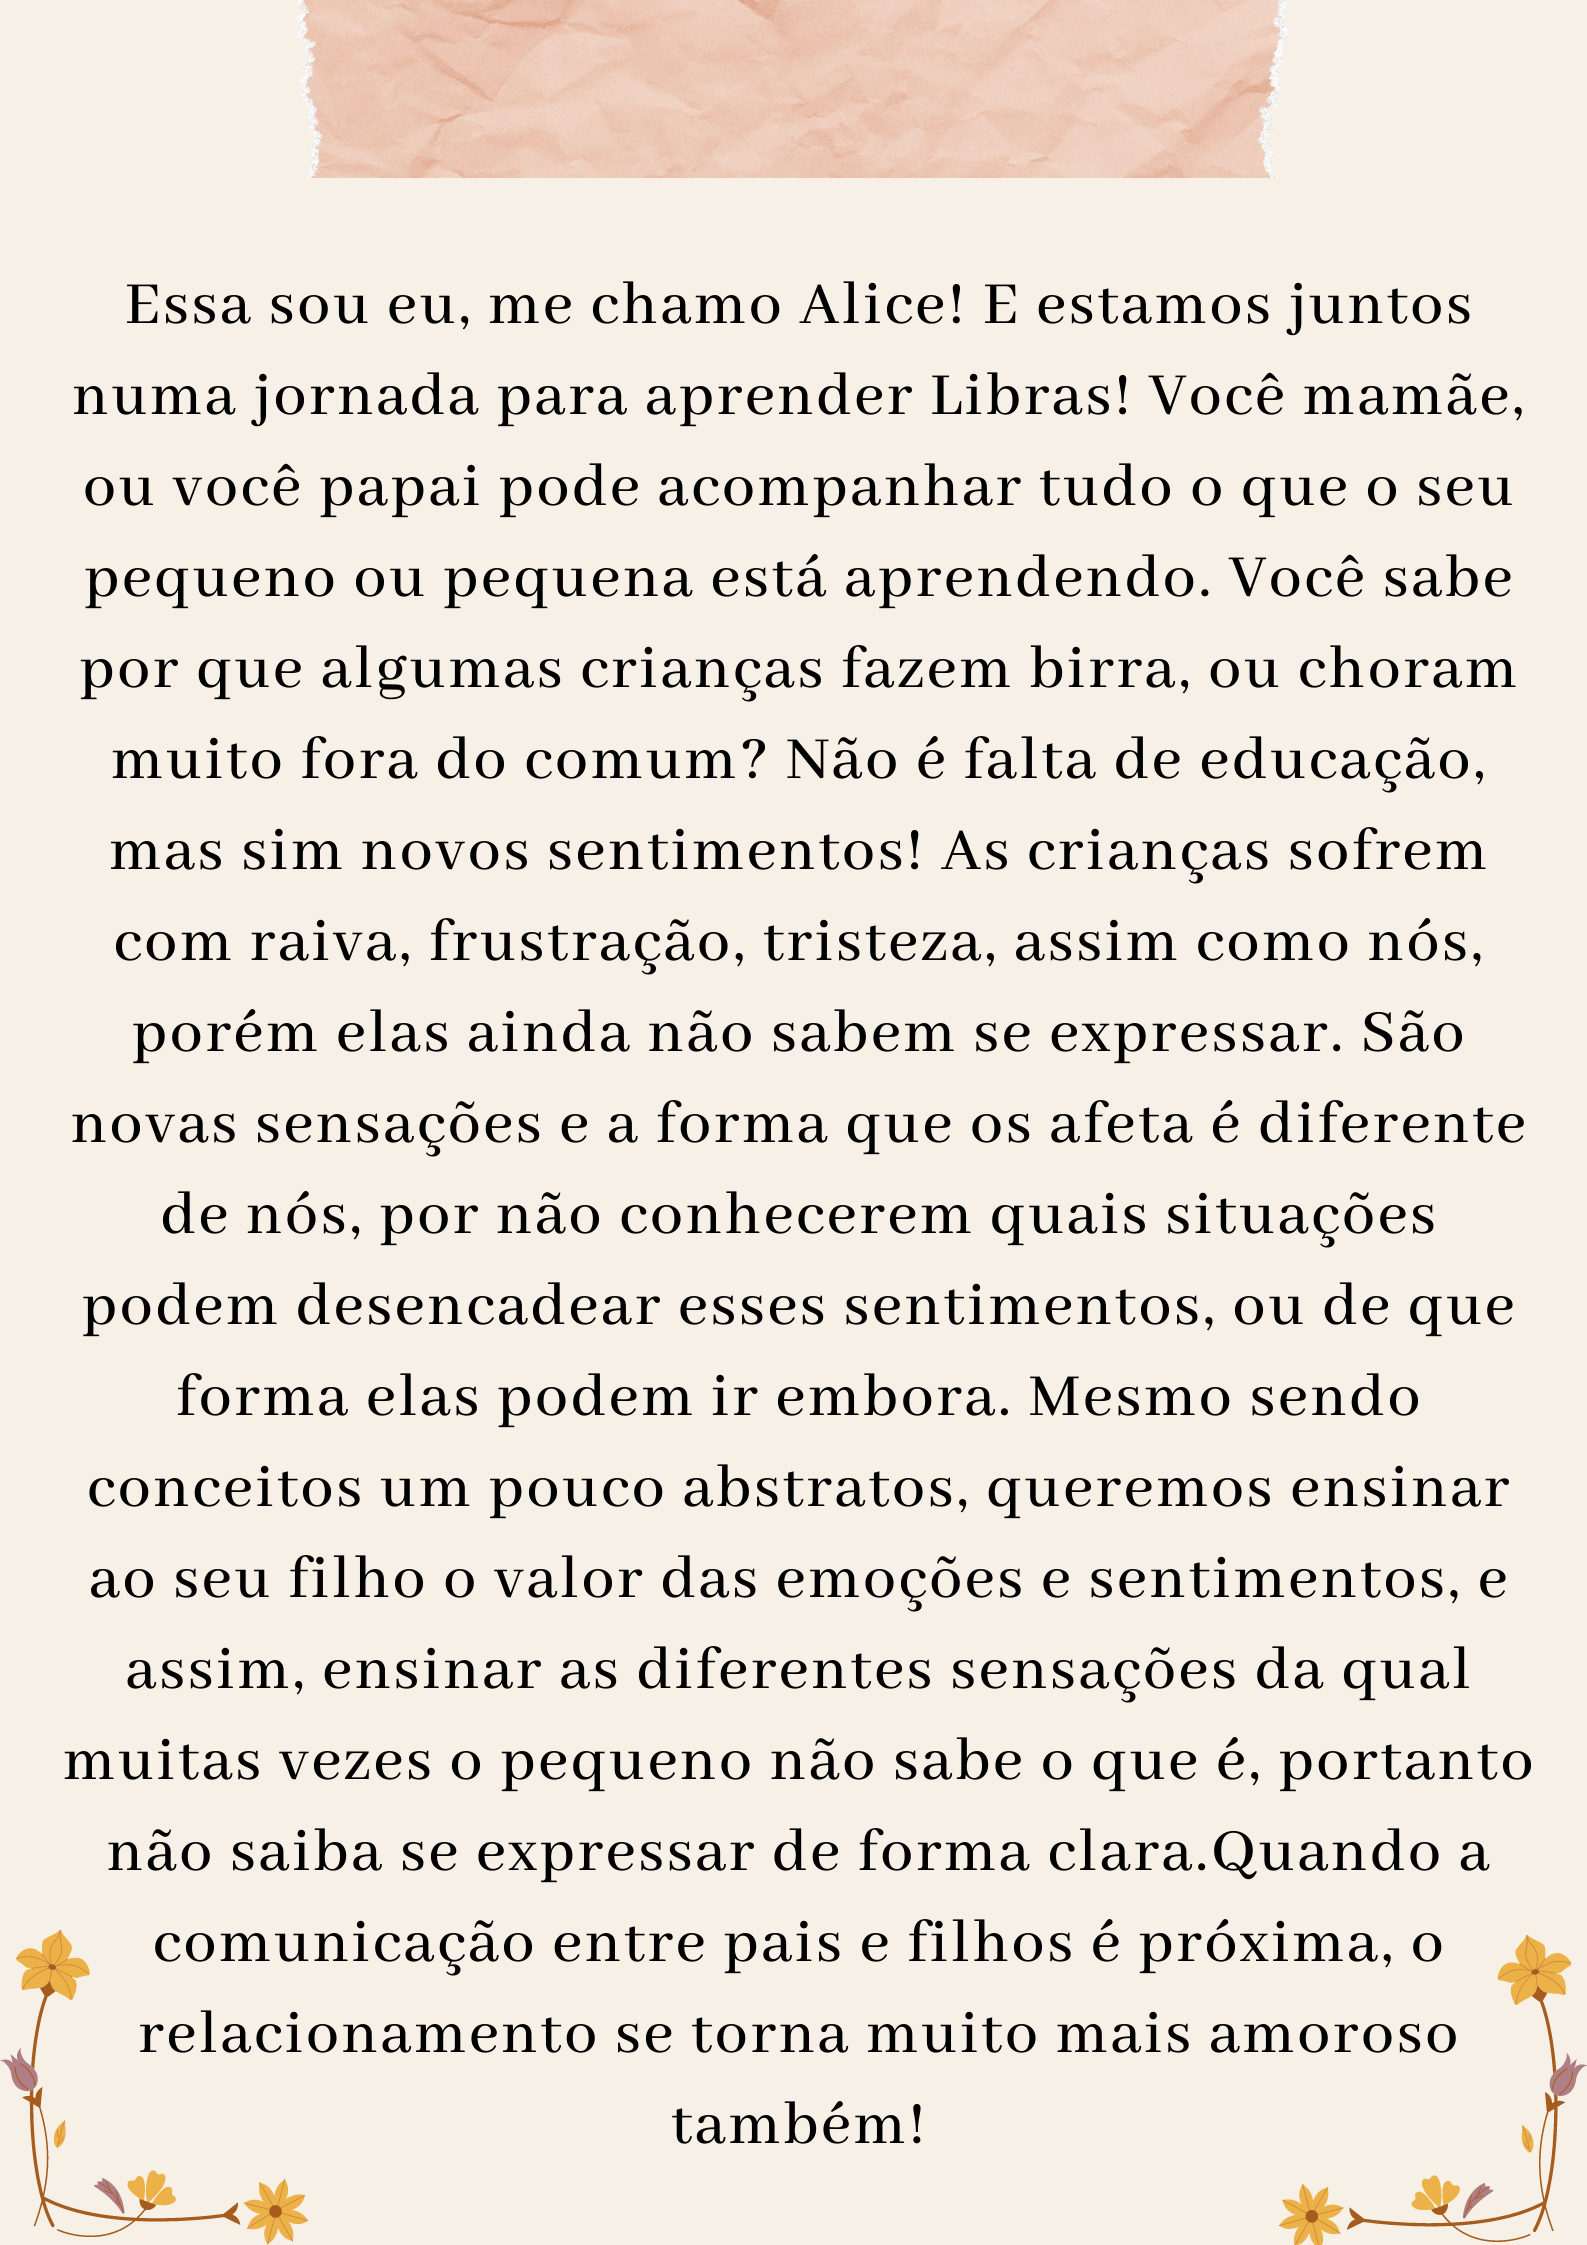 Essa sou eu, me chamo Alice! E estamos juntos
numa jornada para aprender Libras! Você mamãe,
ou você papai pode acompanhar tudo o que o seu
pequeno ou pequena está aprendendo. Você sabe
por que algumas crianças fazem birra, ou choram
muito fora do comum? Não é falta de educação,
mas sim novos sentimentos! As crianças sofrem
com raiva, frustração, tristeza, assim como nós,
porém elas ainda não sabem se expressar. São
novas sensações e a forma que os afeta é diferente
de nós, por não conhecerem quais situações
podem desencadear esses sentimentos, ou de que
forma elas podem ir embora. Mesmo sendo
conceitos um pouco abstratos, queremos ensinar
ao seu filho o valor das emoções e sentimentos, e
assim, ensinar as diferentes sensações da qual
muitas vezes o pequeno não sabe o que é, portanto
não saiba se expressar de forma clara.Quando a
comunicação entre pais e filhos é próxima, o
relacionamento se torna muito mais amoroso
também!